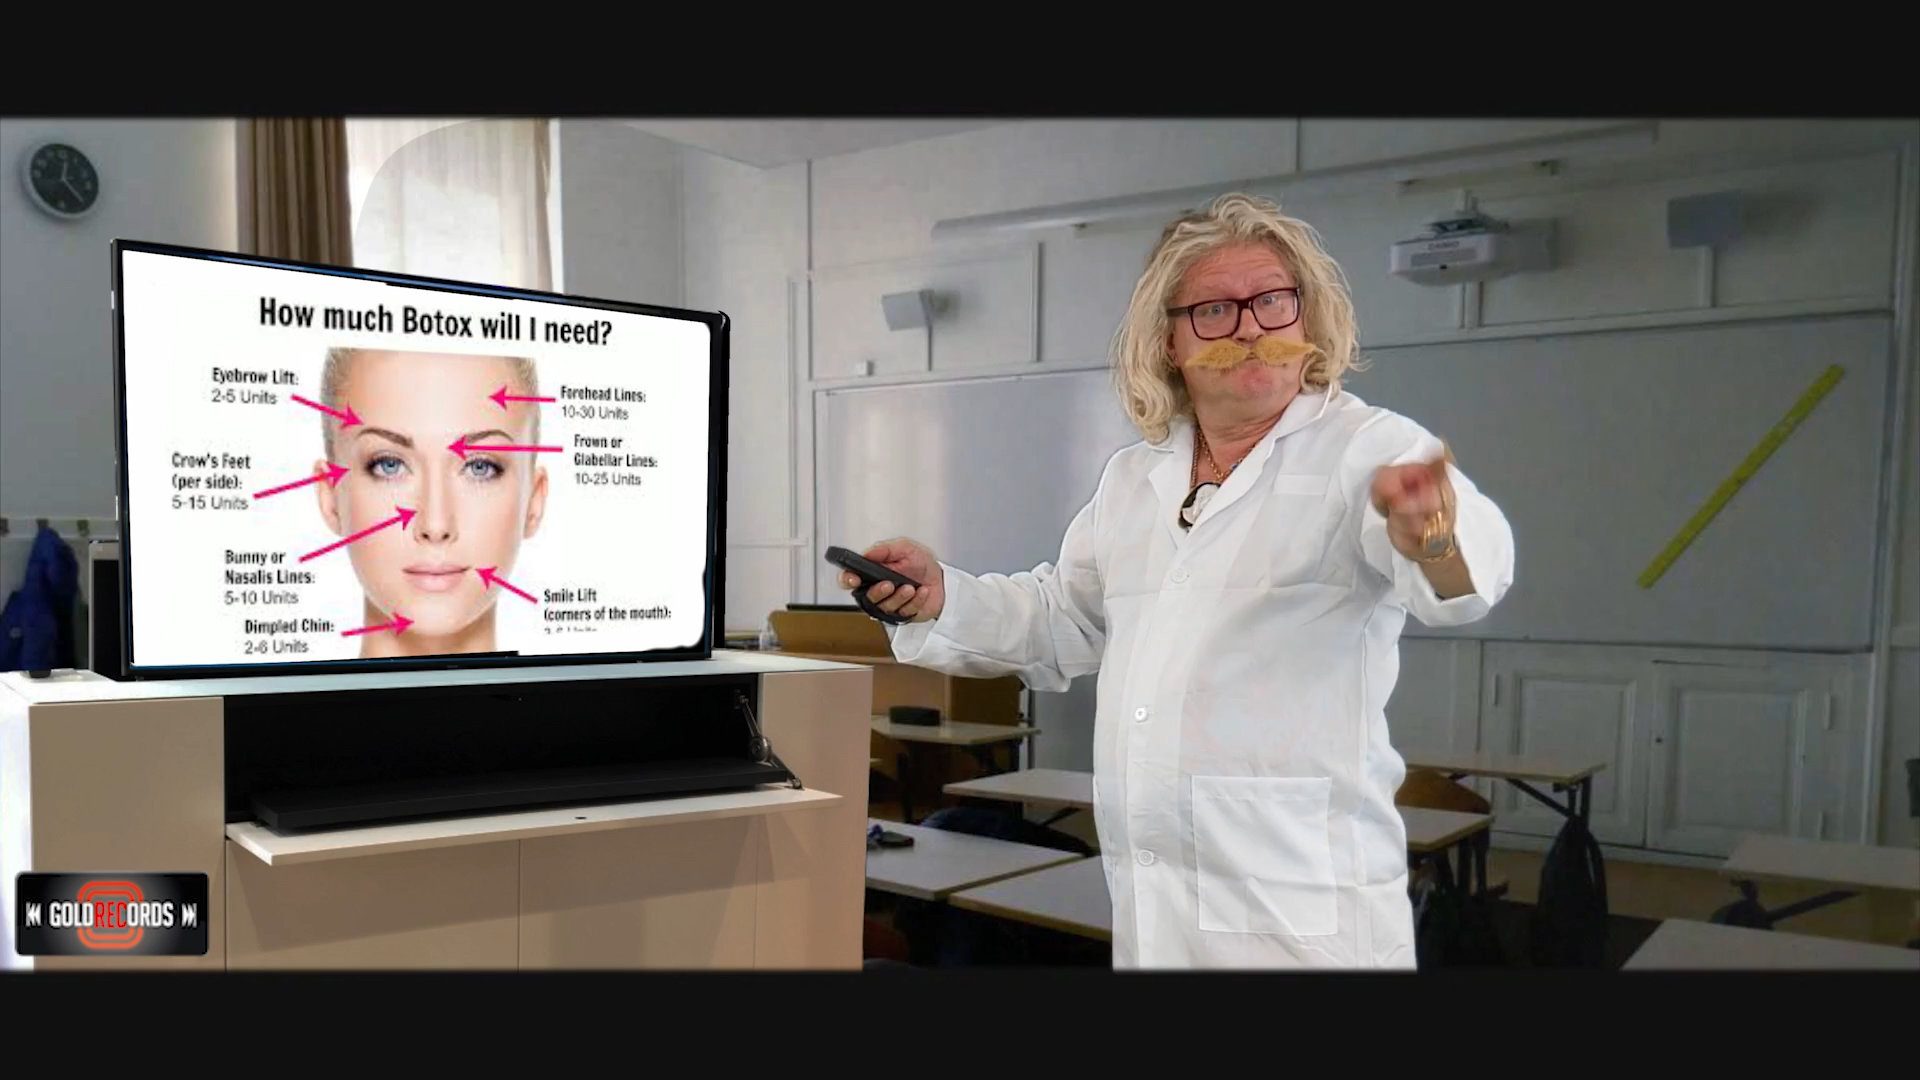 How much Botox will I need?
Eyebrow Lift:
2-5 Units
Forehead Lines:
10-30 Units
Frown or
Glabellar Lines:
10-25 Units
Crow's Feet
(per side):
5-15 Units
Bunny or
Nasalis Lines:
5-10 Units
Smile Lift
(corners of the mouth):
Dimpled Chin:
2-6 Units
CASIO
GOLDRECORDS